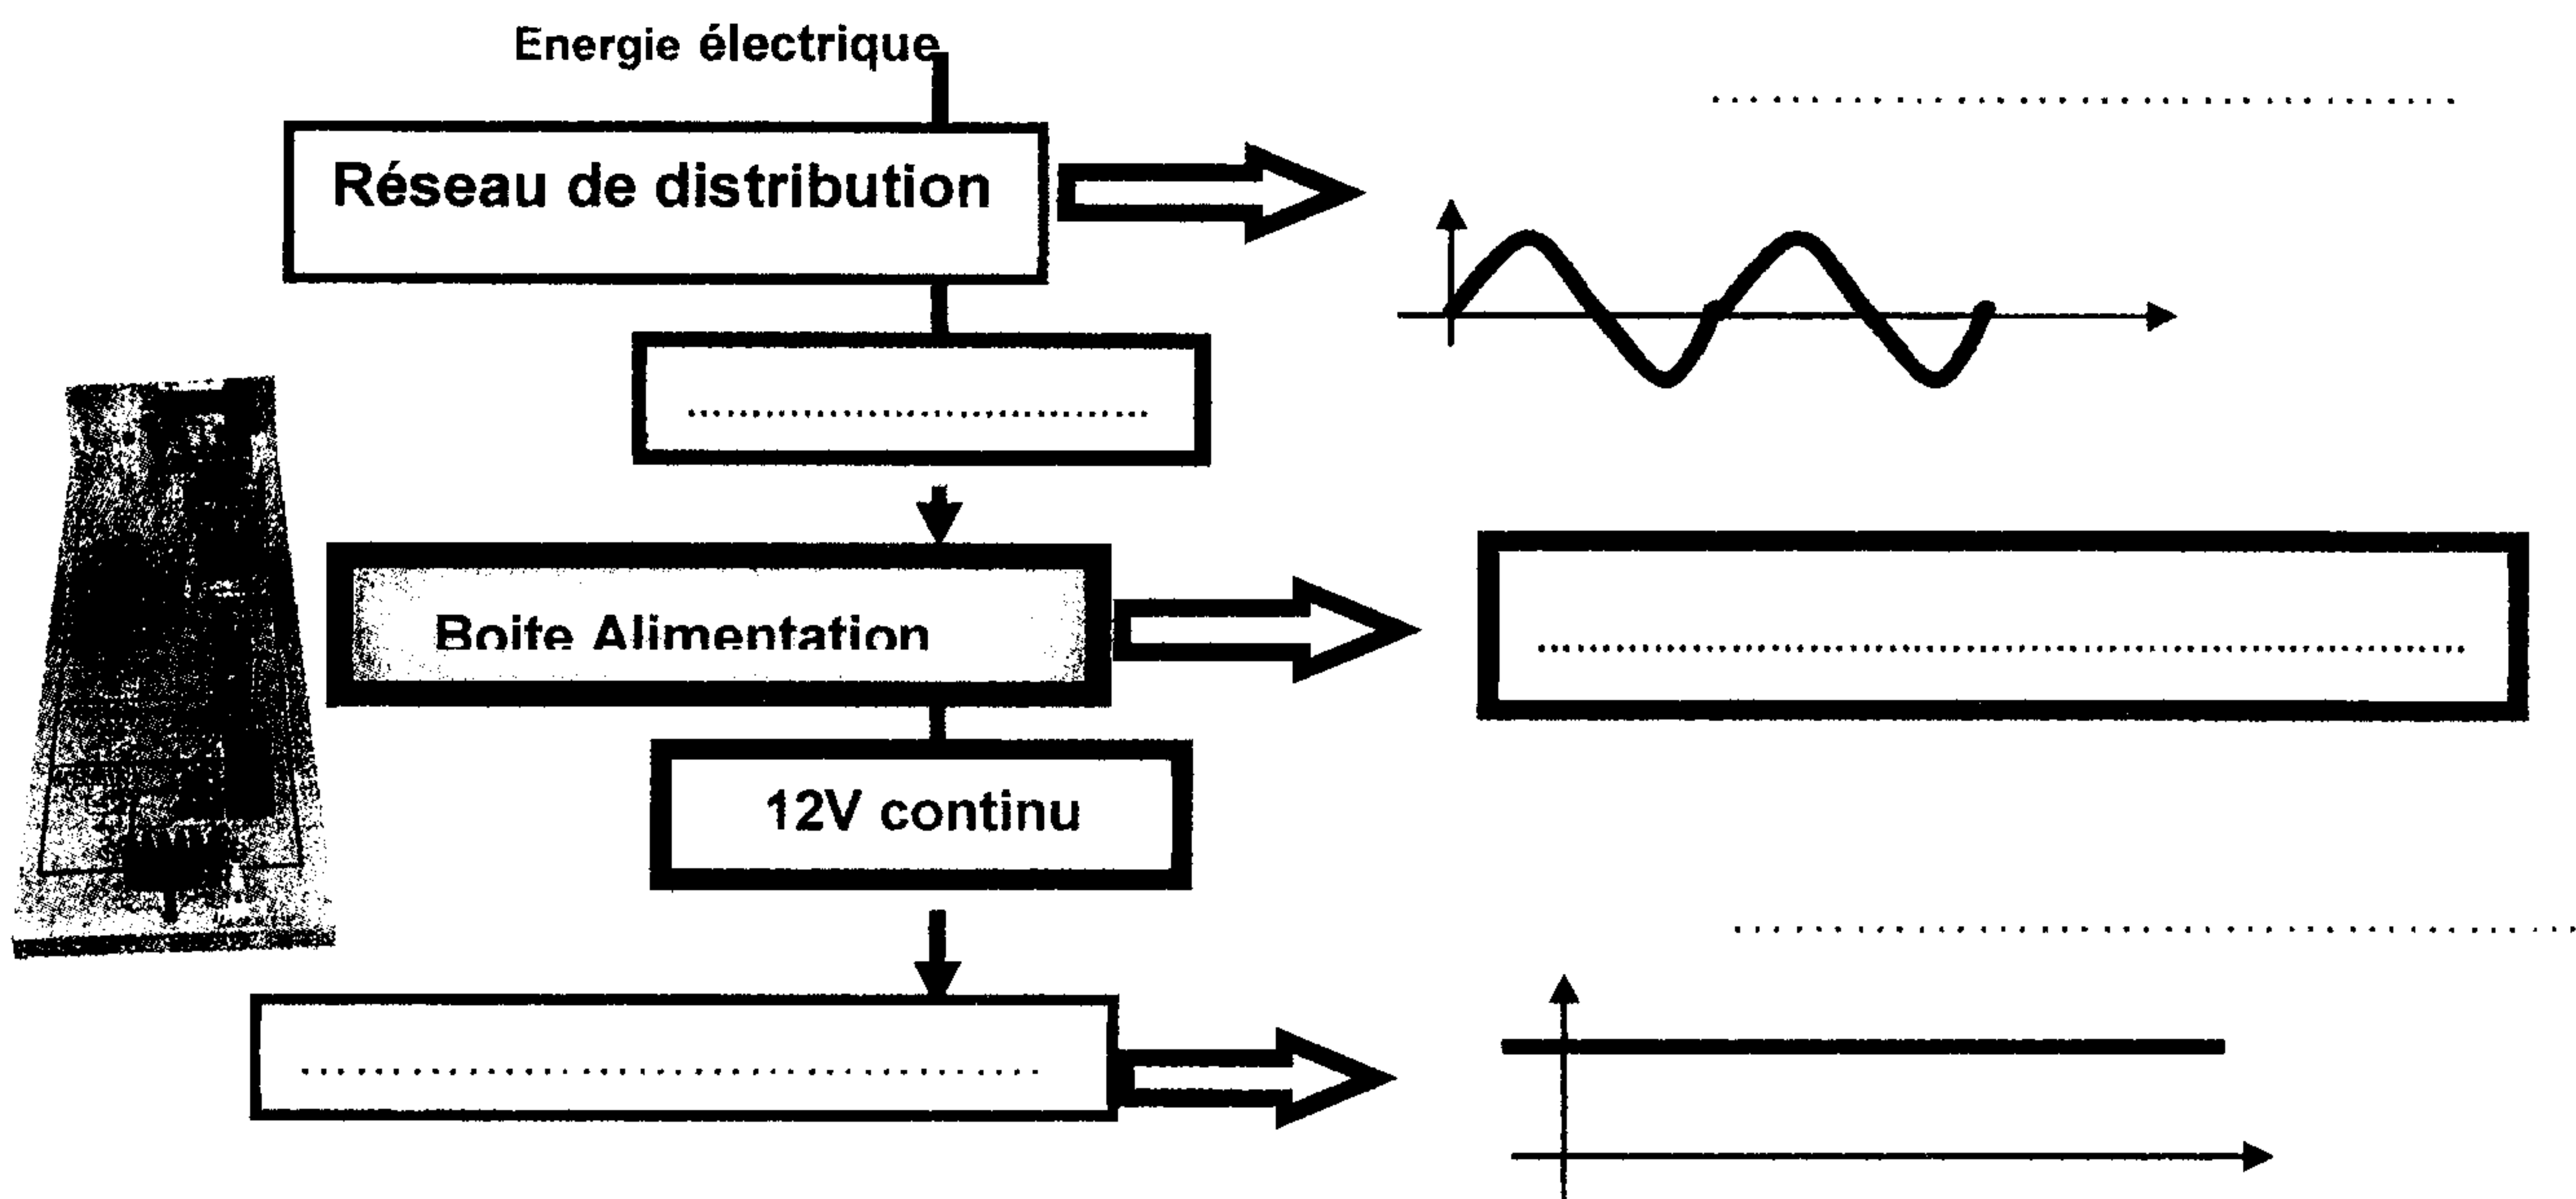 Energie électrique
Réseau de distribution
Boite Alimentation
12V continu